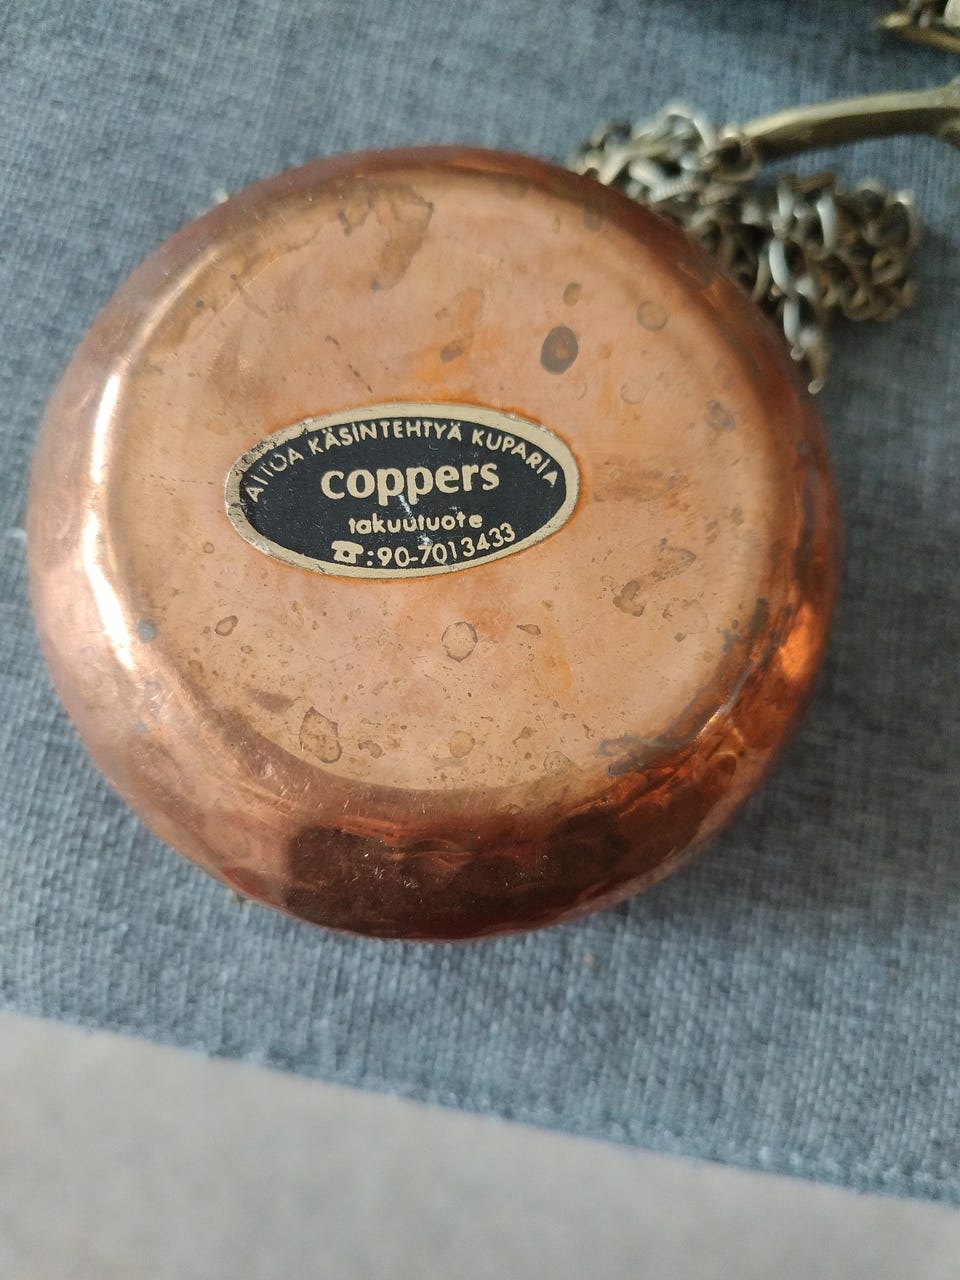 AITOA KÄSINTEHTYÄ KUPARIA
coppers
takuutuote
☎:90-7013433